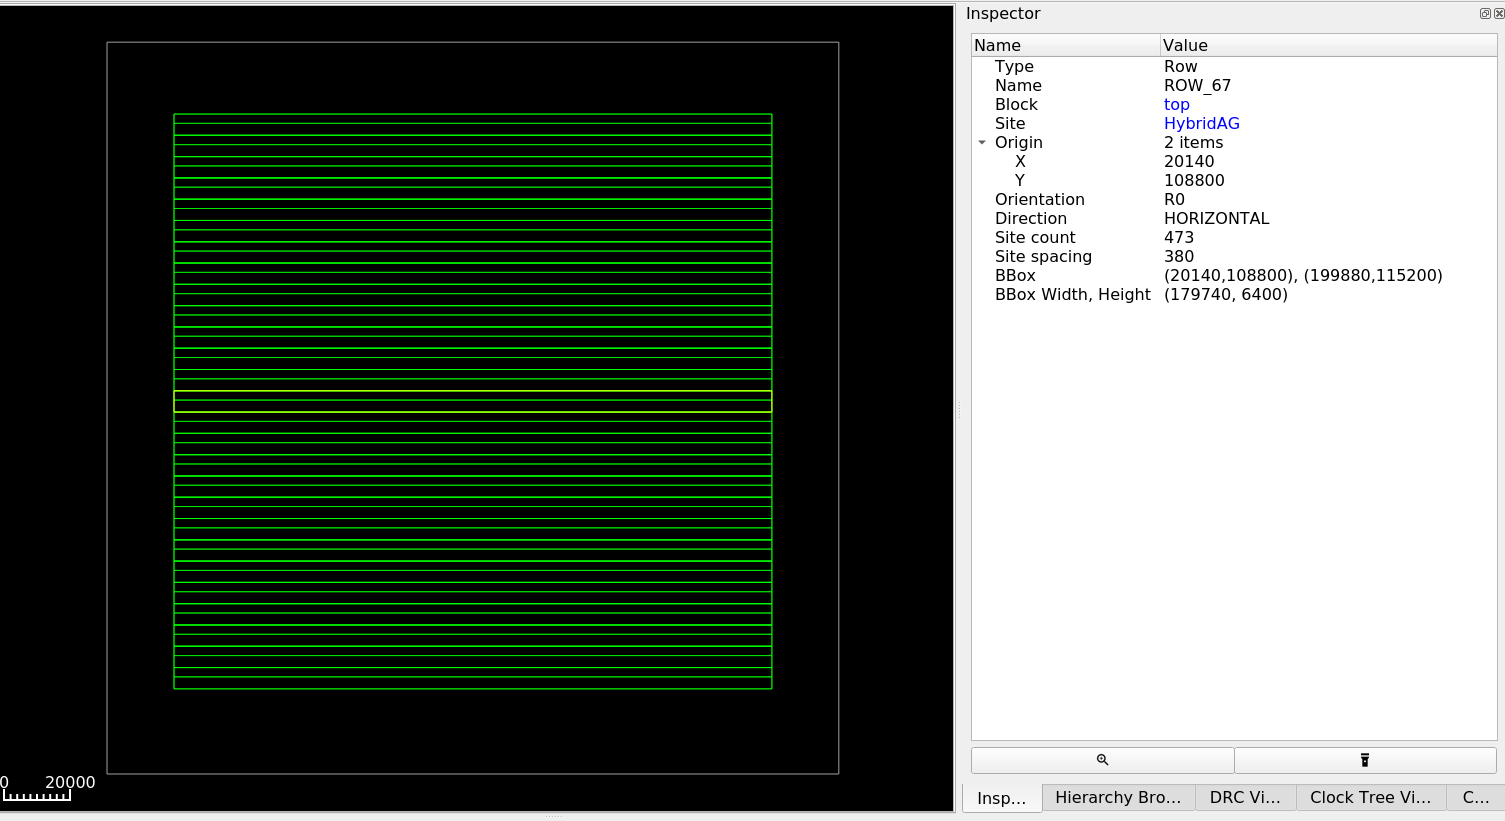 Inspector
Name Value
Type Row
Name ROW_67
Block top
Site HybridAG
Origin 2 items
X 20140
Y 108800
Orientation R0
Direction HORIZONTAL
Site count 473
Site spacing 380
BBox (20140,108800), (199880,115200)
BBox Width, Height (179740, 6400)
0 20000
Insp... Hierarchy Bro... DRC Vi... Clock Tree Vi... C...